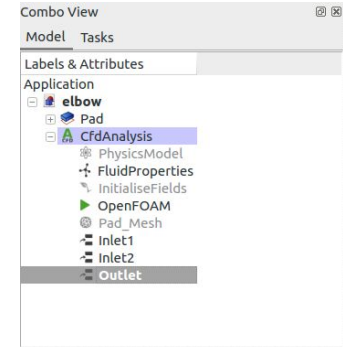 Combo View
Model Tasks
Labels & Attributes
Application
elbow
Pad
CfdAnalysis
PhysicsModel
FluidProperties
InitialiseFields
OpenFOAM
Pad_Mesh
Inlet1
Inlet2
Outlet